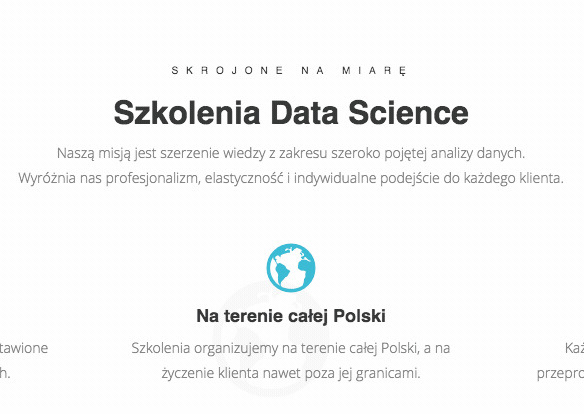 SKROJONE NA MIARĘ
Szkolenia Data Science
Naszą misją jest szerzenie wiedzy z zakresu szeroko pojętej analizy danych.
Wyróżnia nas profesjonalizm, elastyczność i indywidualne podejście do każdego klienta.
Na terenie całej Polski
tawione
Szkolenia organizujemy na terenie całej Polski, a na
Każ
h.
życzenie klienta nawet poza jej granicami.
przepro